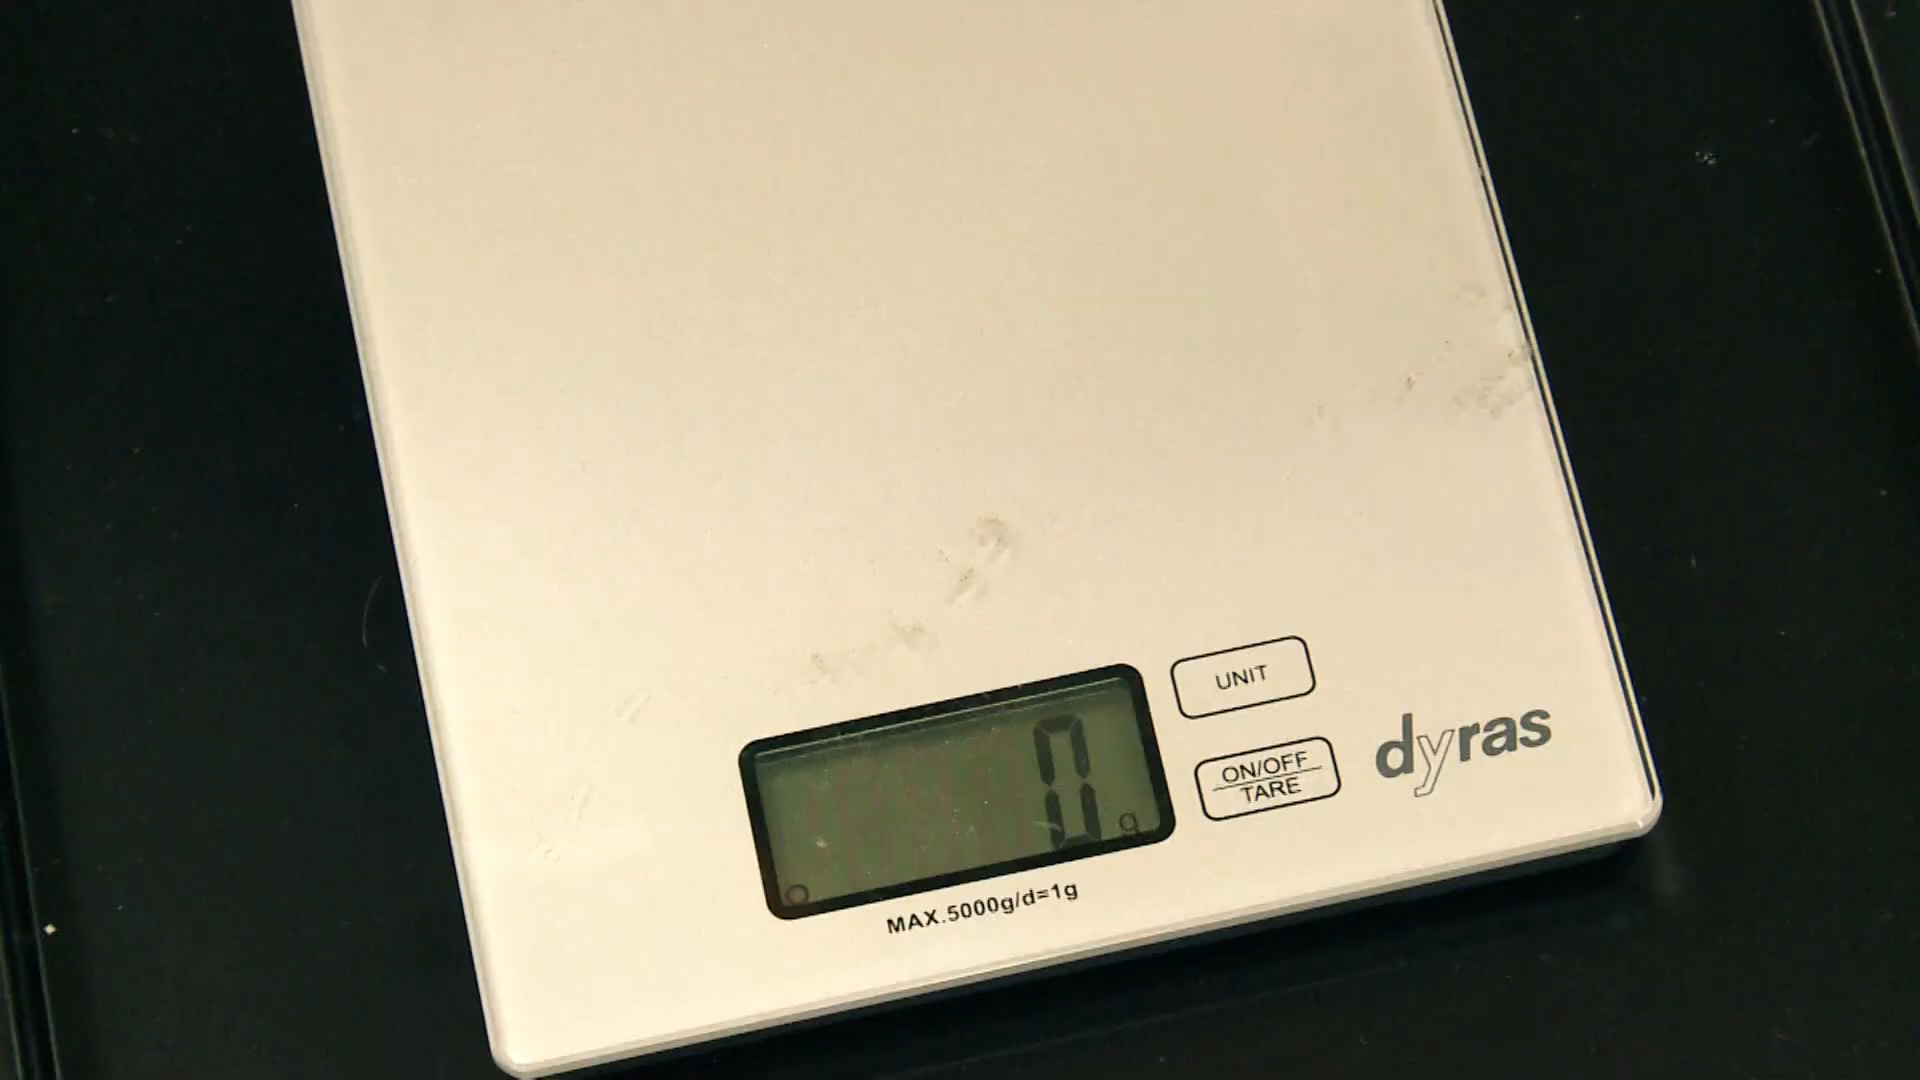 UNIT
ON/OFF
TARE
dyras
0 g
MAX.5000g/d=1g